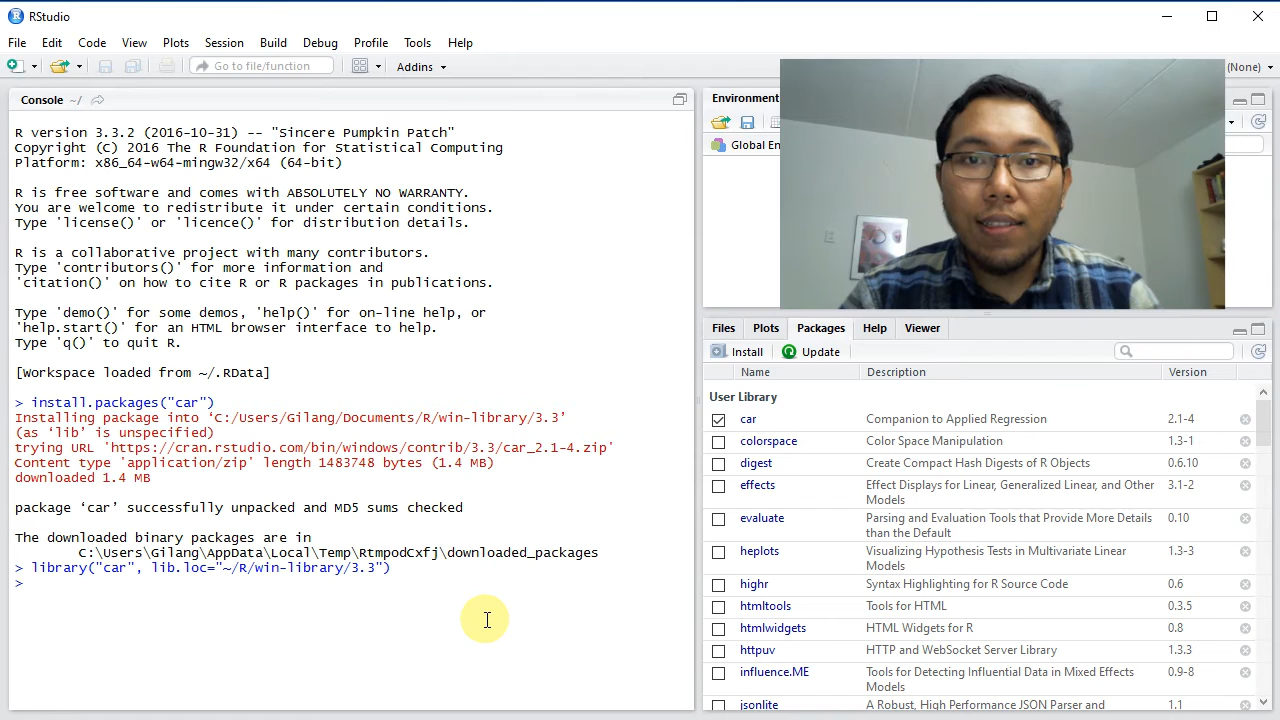 RStudio
File Edit Code View Plots Session Build Debug Profile Tools Help
Go to file/function Addins (None)
Console ~/
R version 3.3.2 (2016-10-31) -- "Sincere Pumpkin Patch"
Copyright (C) 2016 The R Foundation for Statistical Computing
Platform: x86_64-w64-mingw32/x64 (64-bit)
R is free software and comes with ABSOLUTELY NO WARRANTY.
You are welcome to redistribute it under certain conditions.
Type 'license()' or 'licence()' for distribution details.
R is a collaborative project with many contributors.
Type 'contributors()' for more information and
'citation()' on how to cite R or R packages in publications.
Type 'demo()' for some demos, 'help()' for on-line help, or
'help.start()' for an HTML browser interface to help.
Type 'q()' to quit R.
[Workspace loaded from ~/.RData]
> install.packages("car")
Installing package into ‘C:/Users/Gilang/Documents/R/win-library/3.3’
(as ‘lib’ is unspecified)
trying URL 'https://cran.rstudio.com/bin/windows/contrib/3.3/car_2.1-4.zip'
Content type 'application/zip' length 1483748 bytes (1.4 MB)
downloaded 1.4 MB
package ‘car’ successfully unpacked and MD5 sums checked
The downloaded binary packages are in
C:\Users\Gilang\AppData\Local\Temp\RtmpodCxfj\downloaded_packages
> library("car", lib.loc="~/R/win-library/3.3")
>
Environment
Global En
Files Plots Packages Help Viewer
Install Update
Name Description Version
User Library
car Companion to Applied Regression 2.1-4
colorspace Color Space Manipulation 1.3-1
digest Create Compact Hash Digests of R Objects 0.6.10
effects Effect Displays for Linear, Generalized Linear, and Other 3.1-2
Models
evaluate Parsing and Evaluation Tools that Provide More Details 0.10
than the Default
heplots Visualizing Hypothesis Tests in Multivariate Linear 1.3-3
Models
highr Syntax Highlighting for R Source Code 0.6
htmltools Tools for HTML 0.3.5
htmlwidgets HTML Widgets for R 0.8
httpuv HTTP and WebSocket Server Library 1.3.3
influence.ME Tools for Detecting Influential Data in Mixed Effects 0.9-8
Models
jsonlite A Robust, High Performance JSON Parser and 1.1